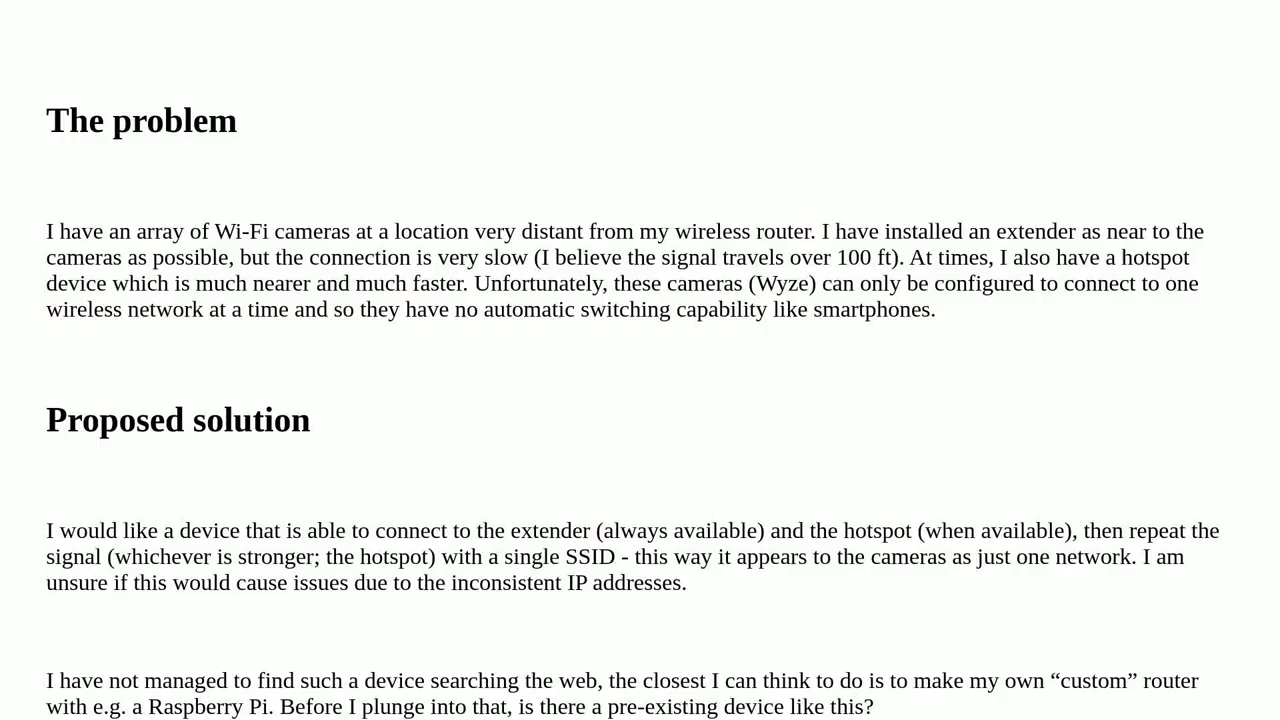 The problem
I have an array of Wi-Fi cameras at a location very distant from my wireless router. I have installed an extender as near to the
cameras as possible, but the connection is very slow (I believe the signal travels over 100 ft). At times, I also have a hotspot
device which is much nearer and much faster. Unfortunately, these cameras (Wyze) can only be configured to connect to one
wireless network at a time and so they have no automatic switching capability like smartphones.
Proposed solution
I would like a device that is able to connect to the extender (always available) and the hotspot (when available), then repeat the
signal (whichever is stronger; the hotspot) with a single SSID - this way it appears to the cameras as just one network. I am
unsure if this would cause issues due to the inconsistent IP addresses.
I have not managed to find such a device searching the web, the closest I can think to do is to make my own “custom” router
with e.g. a Raspberry Pi. Before I plunge into that, is there a pre-existing device like this?